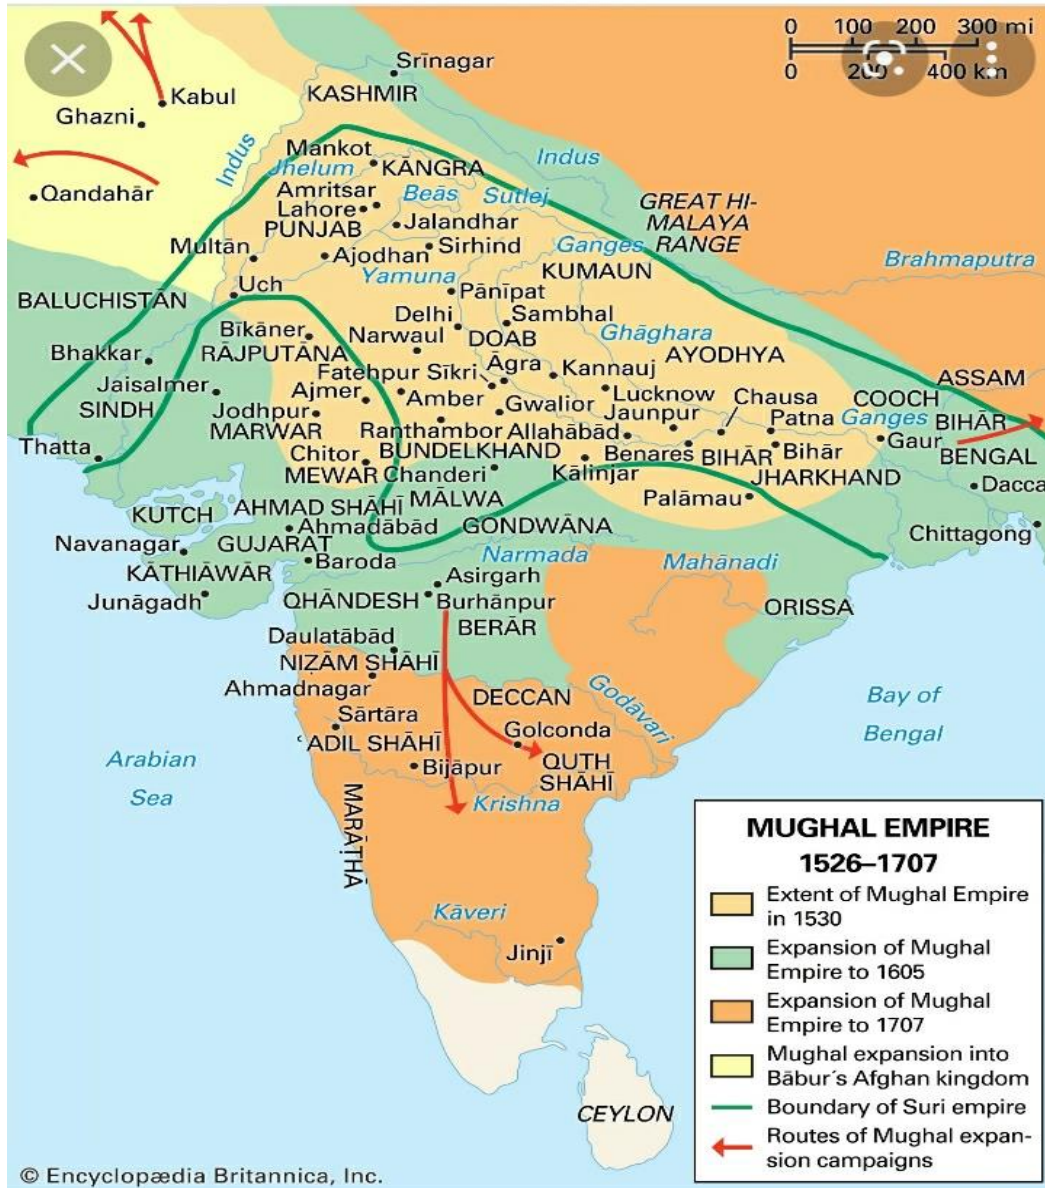 0 100 200 300 mi
0 200 400 km
Srīnagar
KASHMIR
Kabul
Ghazni
Indus
Qandahār
Mankot
Jhelum
KĀNGRA
Indus
Amritsar
Beās
Sutlej
Lahore
PUNJAB
Jalandhar
GREAT HI-
MALAYA
RANGE
Multān
Ajodhan
Sirhind
Ganges
Brahmaputra
Yamuna
KUMAUN
Uch
Pānīpat
BALUCHISTĀN
Delhi
Sambhal
Bīkāner
Narwaul
DOAB
Ghāghara
Bhakkar
RĀJPUTĀNA
Āgra
AYODHYA
Fatehpur Sīkri
Kannauj
Jaisalmer
Ajmer
Amber
Lucknow
Chausa
COOCH
BIHĀR
ASSAM
SINDH
Jodhpur
Gwalior
Jaunpur
Patna
Ganges
MARWAR
Ranthambor
Allahābād
Gaur
Thatta
Chitor
BUNDELKHAND
Benares
BIHĀR
Bihār
BENGAL
MEWAR
Chanderi
Kālinjar
JHARKHAND
Dacca
KUTCH
AHMAD SHĀHĪ
MĀLWA
Palāmau
Ahmadābād
GONDWĀNA
Chittagong
Navanagar
GUJARAT
Narmada
Mahānadi
KĀTHIĀWĀR
Baroda
Asirgarh
Junāgadh
QHĀNDESH
Burhānpur
ORISSA
BERĀR
Daulatābād
NIẒĀM SHĀHĪ
Ahmadnagar
DECCAN
Godāvari
Bay of
Bengal
Sārtāra
Golconda
ʿADIL SHĀHĪ
QUTH
SHĀHĪ
Arabian
Sea
Bijāpur
Krishna
MARĀṬHĀ
Kāveri
Jinjī
CEYLON
MUGHAL EMPIRE
1526–1707
Extent of Mughal Empire
in 1530
Expansion of Mughal
Empire to 1605
Expansion of Mughal
Empire to 1707
Mughal expansion into
Bābur´s Afghan kingdom
Boundary of Suri empire
Routes of Mughal expan-
sion campaigns
© Encyclopædia Britannica, Inc.